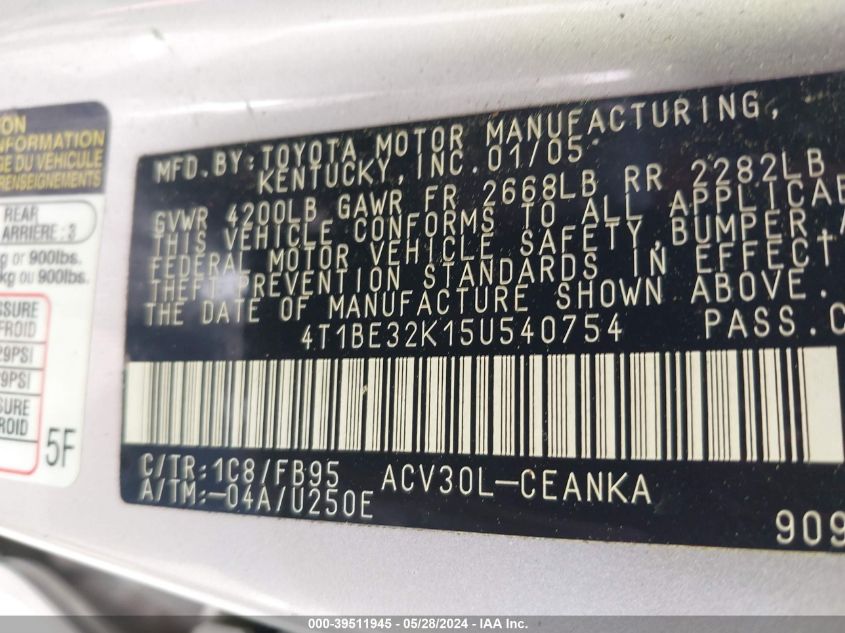 ION
INFORMATION
GE DU VÉHICULE
RENSEIGNEMENTS
REAR
ARRIÈRE : 3
g or 900lbs.
kg ou 900lbs.
SSURE
FROID
29PSI
29PSI
SSURE
ROID
5F
MFD.BY:TOYOTA MOTOR MANUFACTURING,
KENTUCKY,INC. 01/05
GVWR 4200LB GAWR FR 2668LB RR 2282LB
THIS VEHICLE CONFORMS TO ALL APPLICAB
FEDERAL MOTOR VEHICLE SAFETY,BUMPER,A
THEFT PREVENTION STANDARDS IN EFFECT
THE DATE OF MANUFACTURE SHOWN ABOVE.
4T1BE32K15U540754 PASS.C
C/TR:1C8/FB95 ACV30L-CEANKA
A/TM:-04A/U250E
909
000-39511945 / 05/28/2024 - IAA Inc.